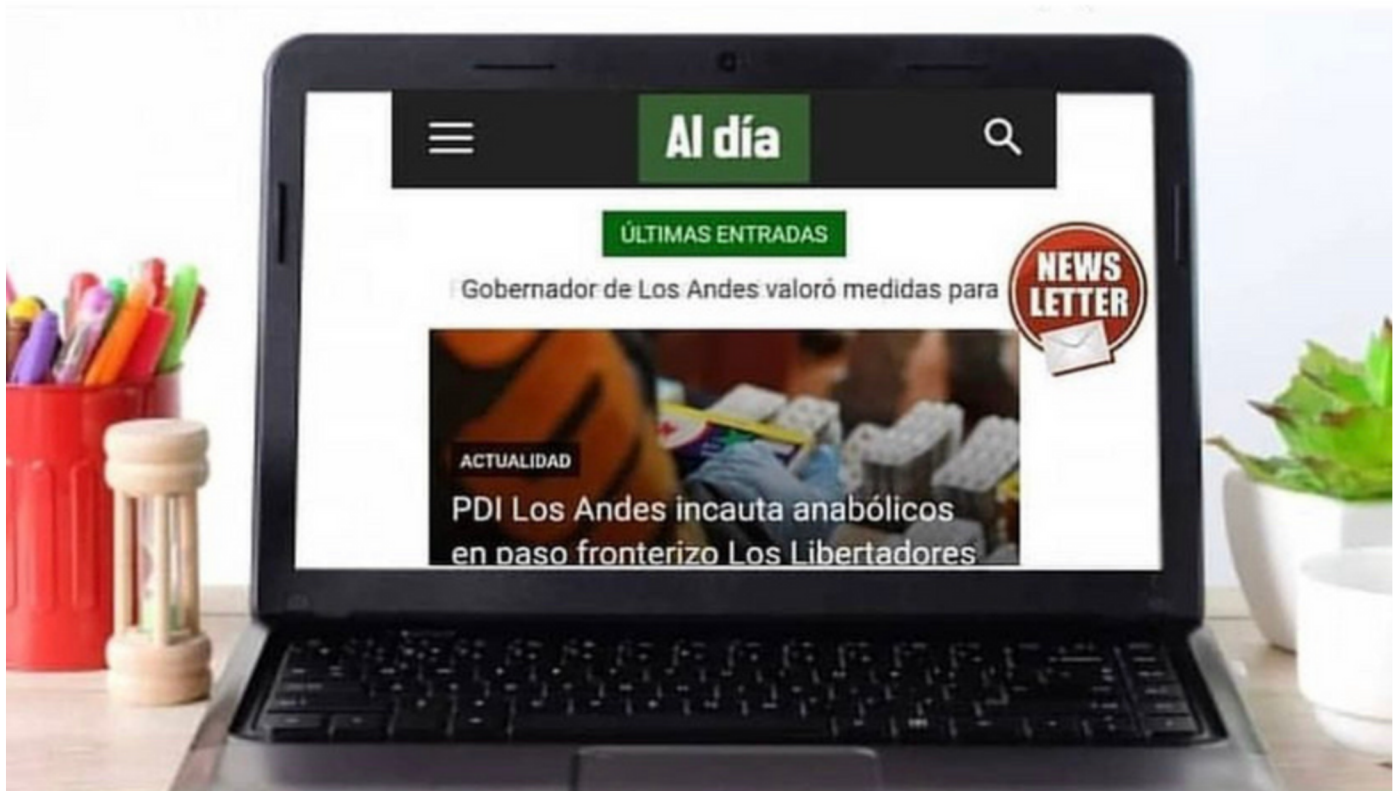 Al día
ÚLTIMAS ENTRADAS
Gobernador de Los Andes valoró medidas para
NEWS
LETTER
ACTUALIDAD
PDI Los Andes incauta anabólicos
en paso fronterizo Los Libertadores